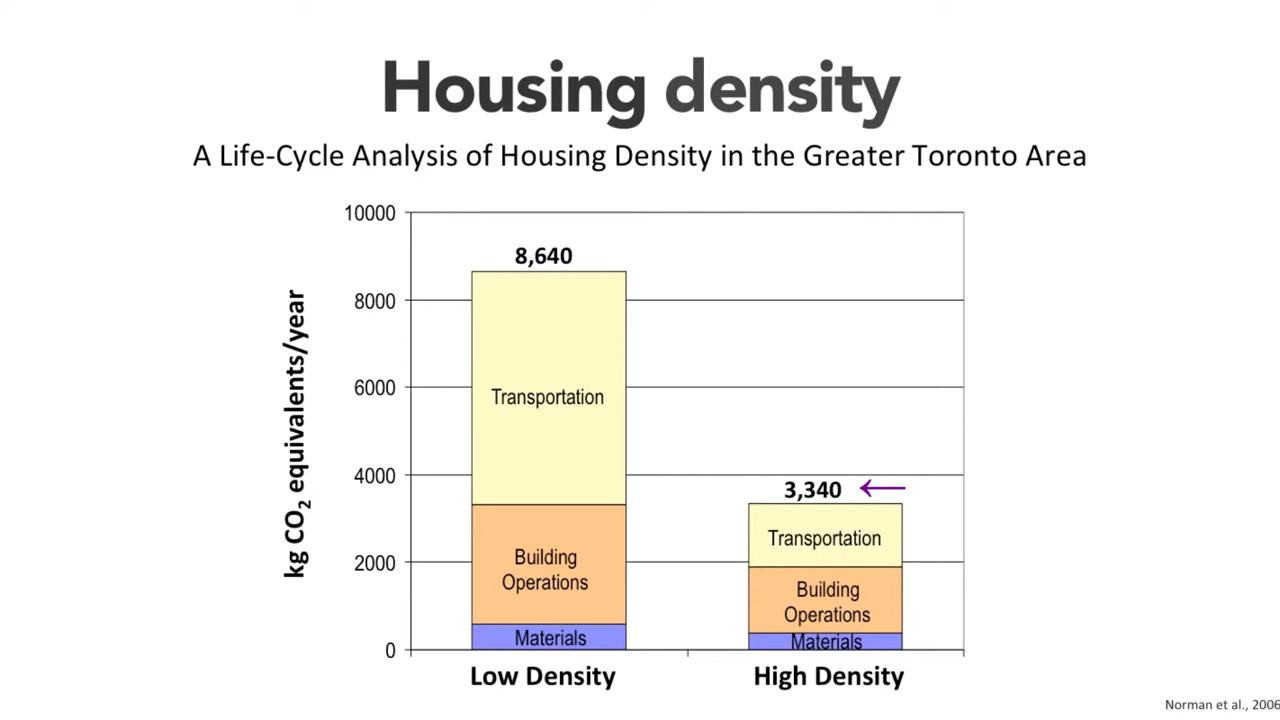 Housing density
A Life-Cycle Analysis of Housing Density in the Greater Toronto Area
10000
8000
6000
4000
2000
0
kg CO₂ equivalents/year
8,640
Transportation
Building
Operations
Materials
3,340
Transportation
Building
Operations
Materials
Low Density
High Density
Norman et al., 2006